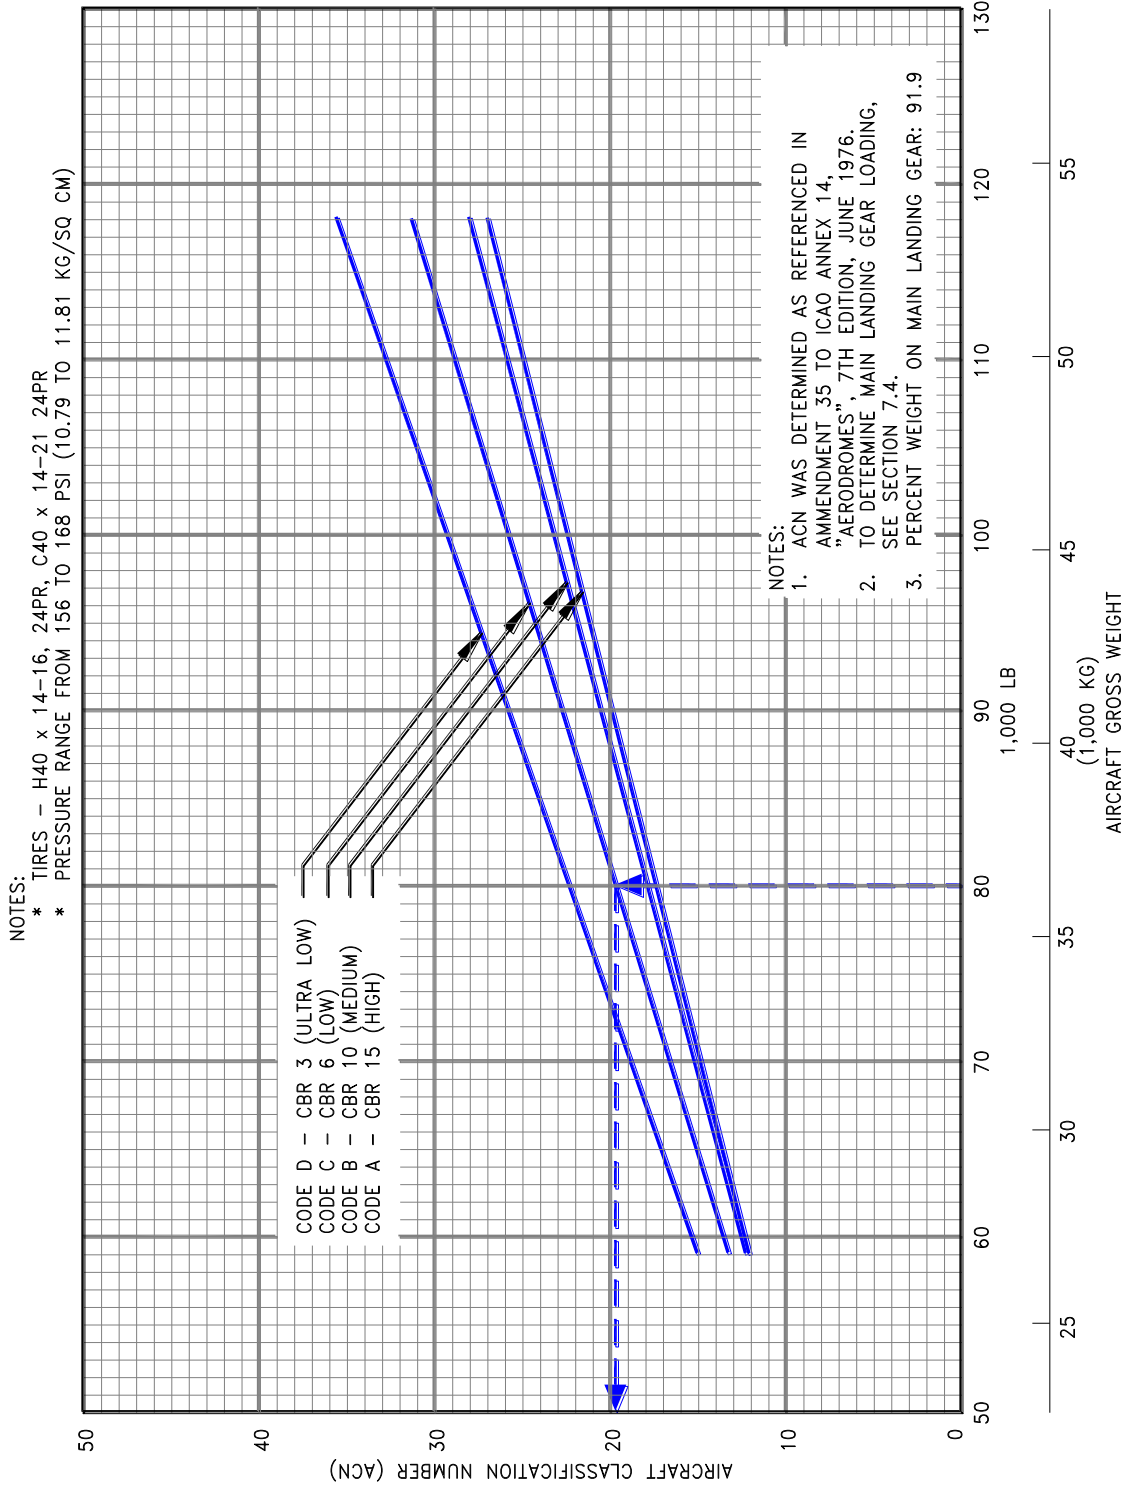 NOTES:
* TIRES – H40 x 14–16, 24PR, C40 x 14–21 24PR
* PRESSURE RANGE FROM 156 TO 168 PSI (10.79 TO 11.81 KG/SQ CM)
AIRCRAFT CLASSIFICATION NUMBER (ACN)
50
40
30
20
10
0
CODE D – CBR 3 (ULTRA LOW)
CODE C – CBR 6 (LOW)
CODE B – CBR 10 (MEDIUM)
CODE A – CBR 15 (HIGH)
NOTES:
1. ACN WAS DETERMINED AS REFERENCED IN
AMMENDMENT 35 TO ICAO ANNEX 14,
"AERODROMES", 7TH EDITION, JUNE 1976.
2. TO DETERMINE MAIN LANDING GEAR LOADING,
SEE SECTION 7.4.
3. PERCENT WEIGHT ON MAIN LANDING GEAR: 91.9
50 60 70 80 90 100 110 120 130
1,000 LB
25 30 35 40 45 50 55
(1,000 KG)
AIRCRAFT GROSS WEIGHT